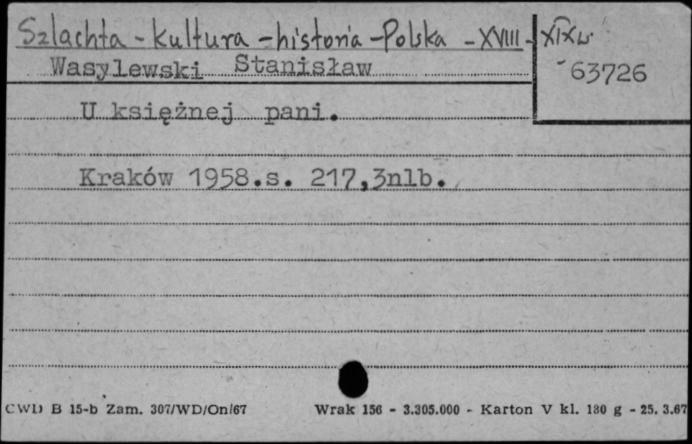 Szlachta - kultura - historia - Polska - XVIII - XIXw.
Wasylewski Stanisław
63726
U księżnej pani.
Kraków 1958.s. 217,3nlb.
CWD B 15-b Zam. 307/WD/On/67 Wrak 156 - 3.305.000 - Karton V kl. 180 g - 25. 3.67